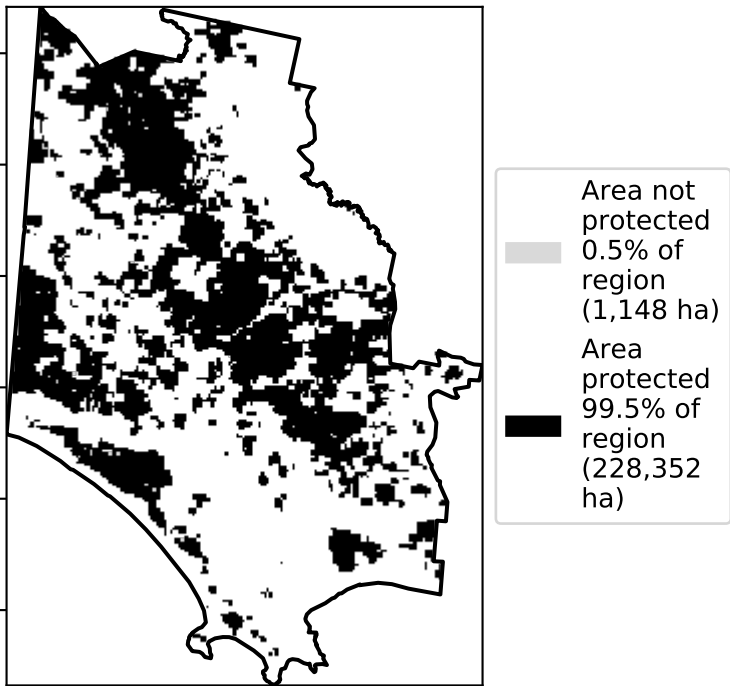 Area not
protected
0.5% of
region
(1,148 ha)
Area
protected
99.5% of
region
(228,352
ha)